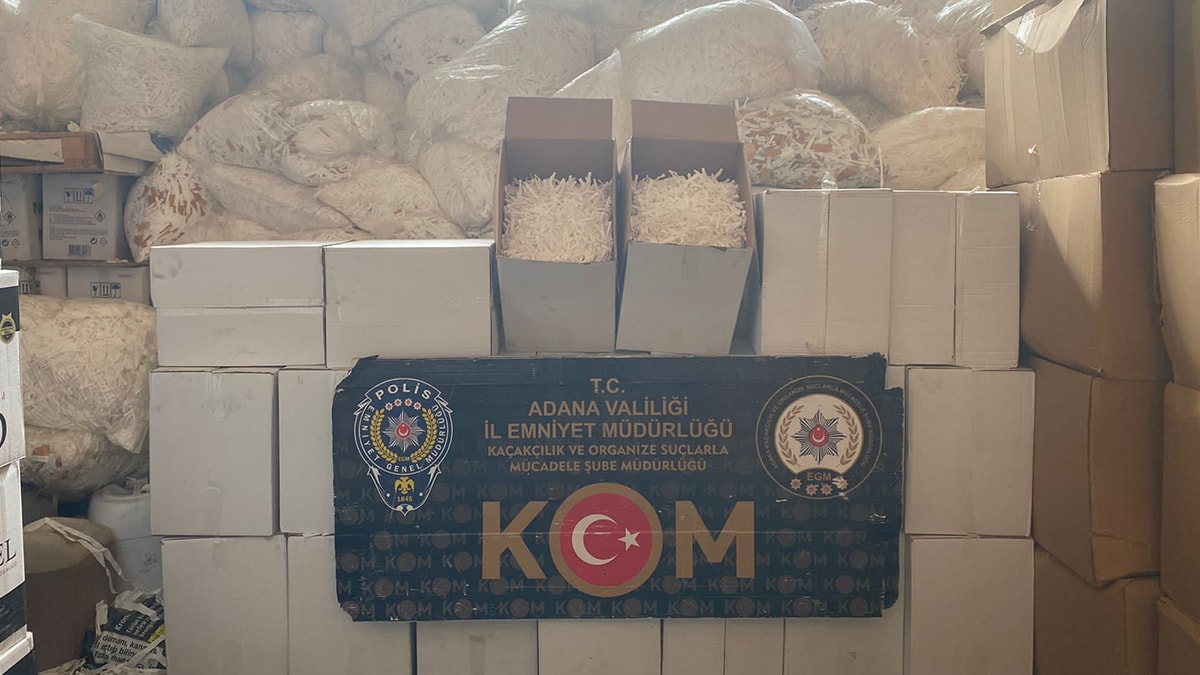 POLİS
EMNİYET GENEL MÜDÜRLÜĞÜ
EGM
1845
T.C.
ADANA VALİLİĞİ
İL EMNİYET MÜDÜRLÜĞÜ
KAÇAKÇILIK VE ORGANİZE SUÇLARLA
MÜCADELE ŞUBE MÜDÜRLÜĞÜ
EGM
KOM